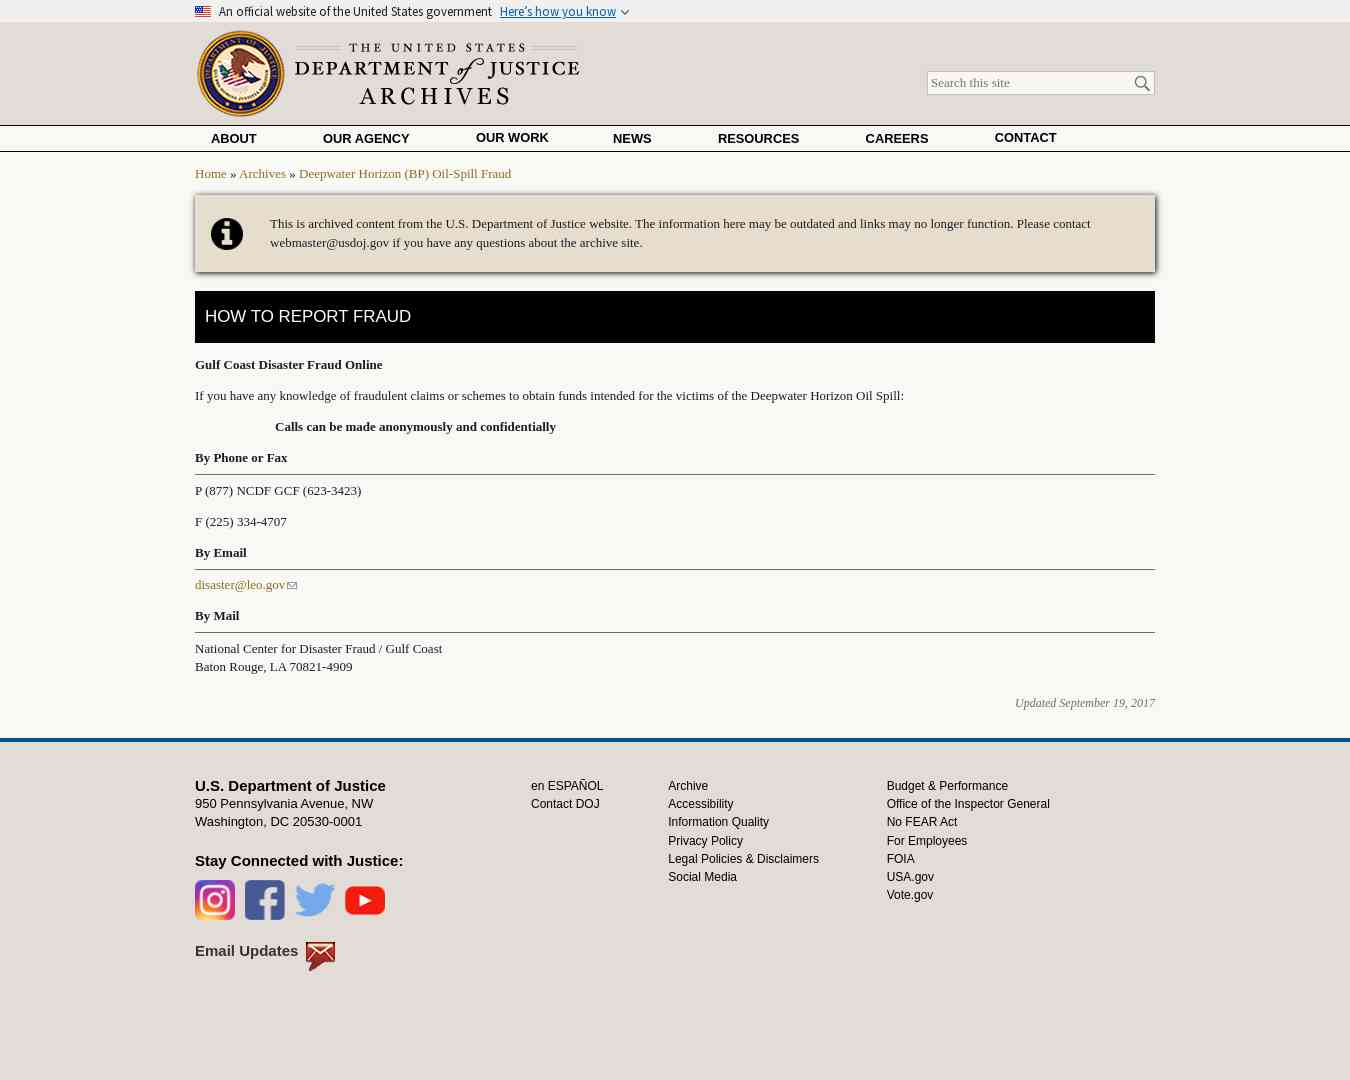 An official website of the United States government Here's how you know
THE UNITED STATES
DEPARTMENT of JUSTICE
ARCHIVES
Search this site
ABOUT OUR AGENCY OUR WORK NEWS RESOURCES CAREERS CONTACT
Home » Archives » Deepwater Horizon (BP) Oil-Spill Fraud
This is archived content from the U.S. Department of Justice website. The information here may be outdated and links may no longer function. Please contact
webmaster@usdoj.gov if you have any questions about the archive site.
HOW TO REPORT FRAUD
Gulf Coast Disaster Fraud Online
If you have any knowledge of fraudulent claims or schemes to obtain funds intended for the victims of the Deepwater Horizon Oil Spill:
Calls can be made anonymously and confidentially
By Phone or Fax
P (877) NCDF GCF (623-3423)
F (225) 334-4707
By Email
disaster@leo.gov
By Mail
National Center for Disaster Fraud / Gulf Coast
Baton Rouge, LA 70821-4909
Updated September 19, 2017
U.S. Department of Justice
950 Pennsylvania Avenue, NW
Washington, DC 20530-0001
Stay Connected with Justice:
Email Updates
en ESPAÑOL
Contact DOJ
Archive
Accessibility
Information Quality
Privacy Policy
Legal Policies & Disclaimers
Social Media
Budget & Performance
Office of the Inspector General
No FEAR Act
For Employees
FOIA
USA.gov
Vote.gov